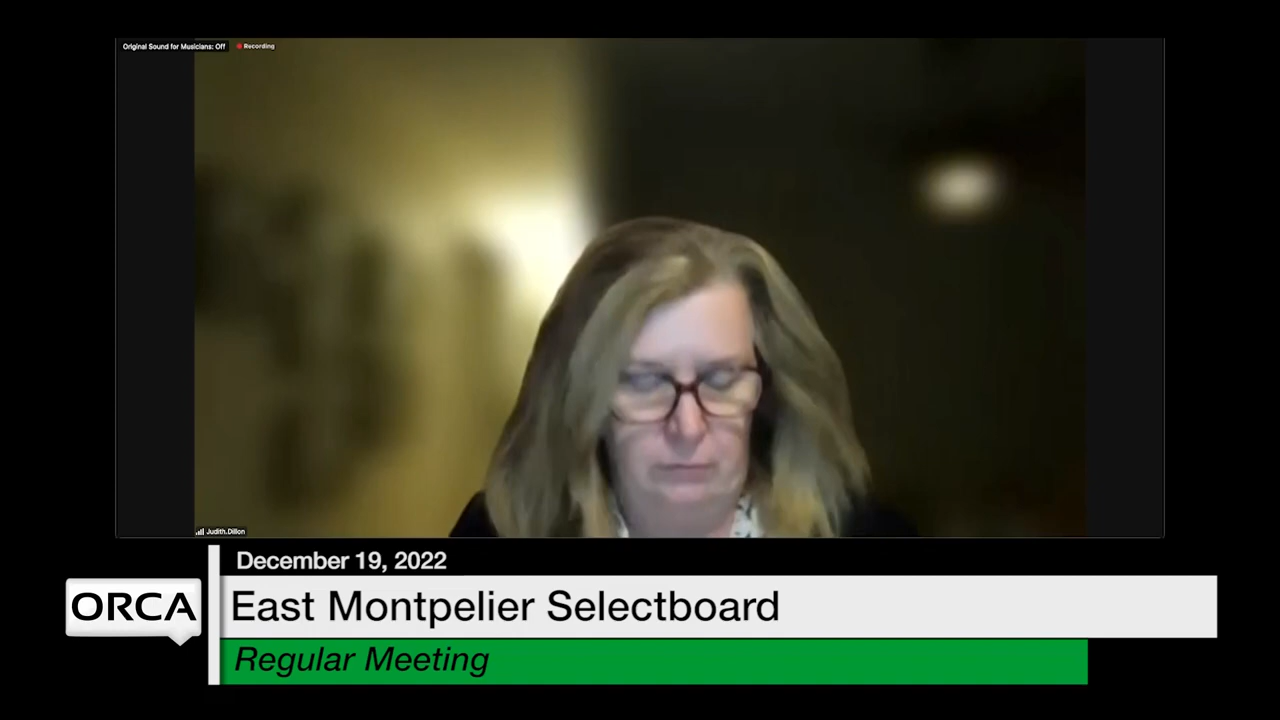 Original Sound for Musicians: Off Recording
Judith.Dillon
December 19, 2022
ORCA East Montpelier Selectboard
Regular Meeting